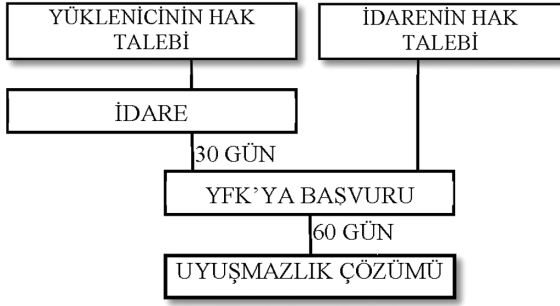 YÜKLENİCİNİN HAK
TALEBİ
İDARENİN HAK
TALEBİ
İDARE
30 GÜN
YFK'YA BAŞVURU
60 GÜN
UYUŞMAZLIK ÇÖZÜMÜ